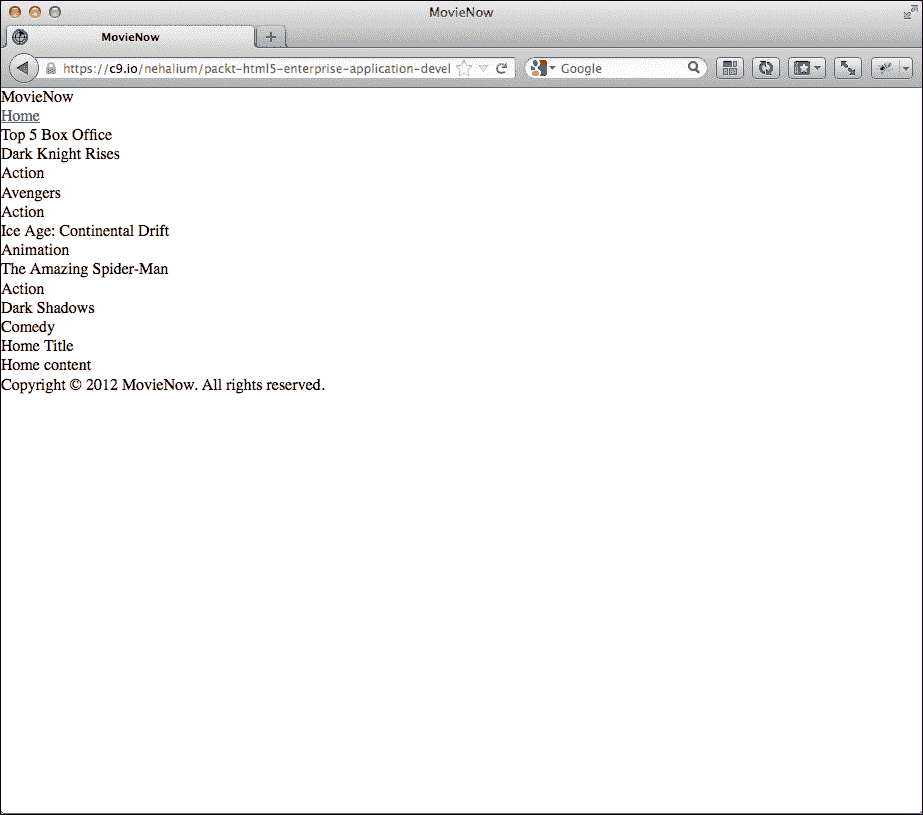 MovieNow
MovieNow
https://c9.io/nehalium/packt-html5-enterprise-application-devel
Google
MovieNow
Home
Top 5 Box Office
Dark Knight Rises
Action
Avengers
Action
Ice Age: Continental Drift
Animation
The Amazing Spider-Man
Action
Dark Shadows
Comedy
Home Title
Home content
Copyright © 2012 MovieNow. All rights reserved.